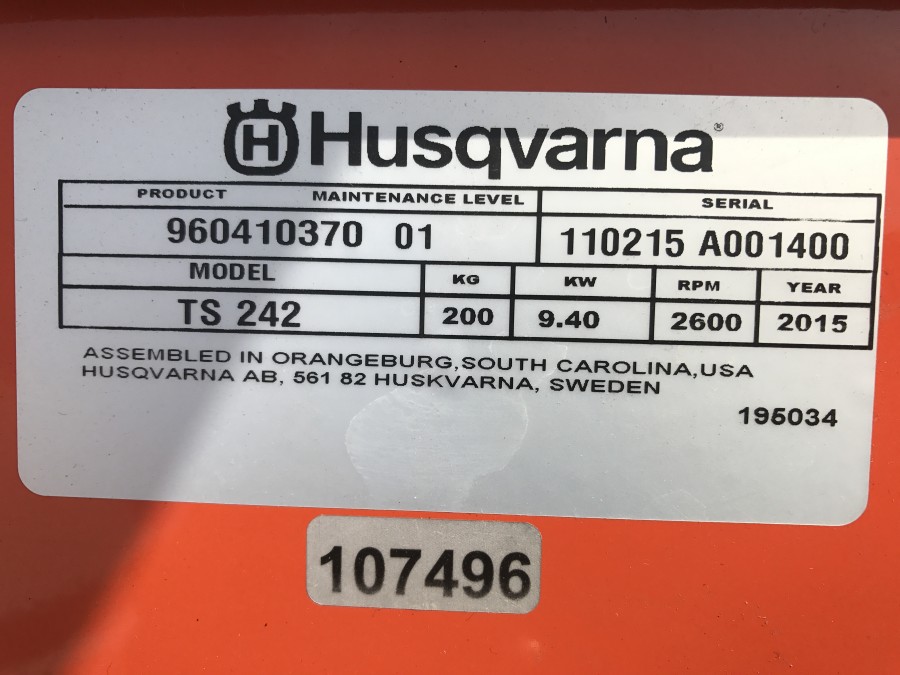 H Husqvarna®
PRODUCT MAINTENANCE LEVEL SERIAL
960410370 01 110215 A001400
MODEL KG KW RPM YEAR
TS 242 200 9.40 2600 2015
ASSEMBLED IN ORANGEBURG,SOUTH CAROLINA,USA
HUSQVARNA AB, 561 82 HUSKVARNA, SWEDEN
195034
107496